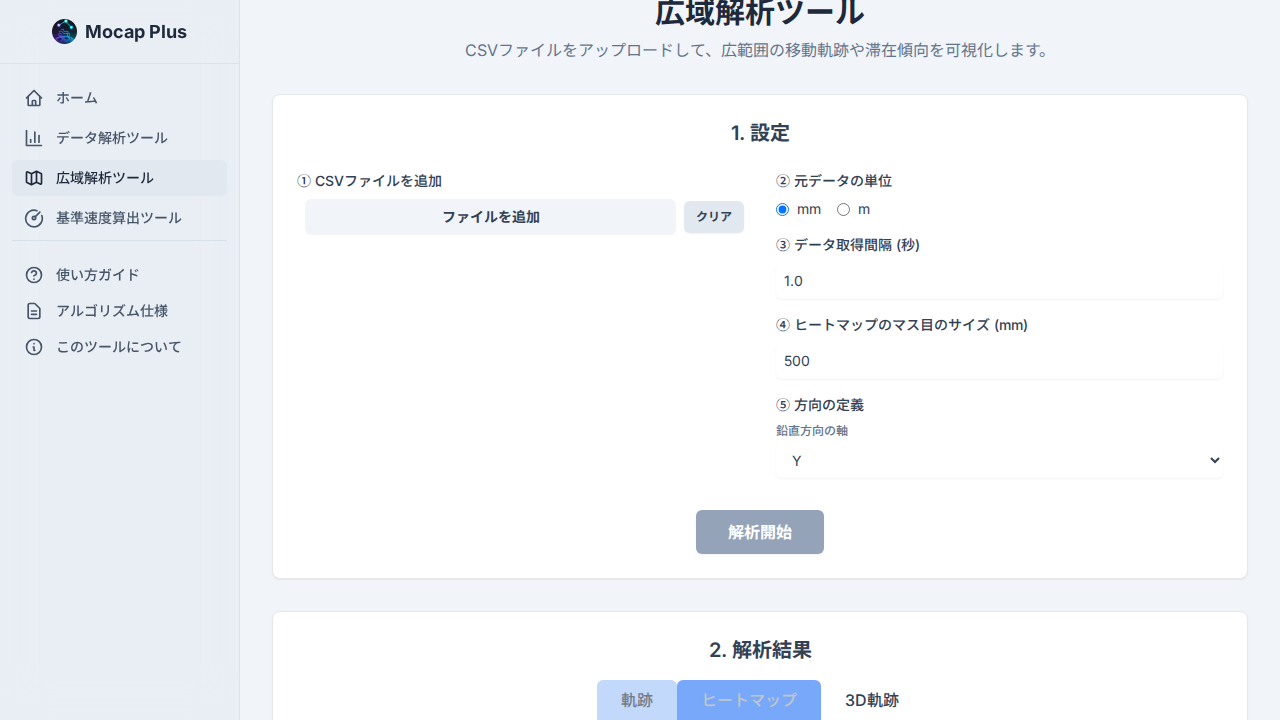 Mocap Plus
ホーム
データ解析ツール
広域解析ツール
基準速度算出ツール
使い方ガイド
アルゴリズム仕様
このツールについて
広域解析ツール
CSVファイルをアップロードして、広範囲の移動軌跡や滞在傾向を可視化します。
1. 設定
① CSVファイルを追加
ファイルを追加
クリア
② 元データの単位
mm
m
③ データ取得間隔 (秒)
1.0
④ ヒートマップのマス目のサイズ (mm)
500
⑤ 方向の定義
鉛直方向の軸
Y
解析開始
2. 解析結果
軌跡
ヒートマップ
3D軌跡